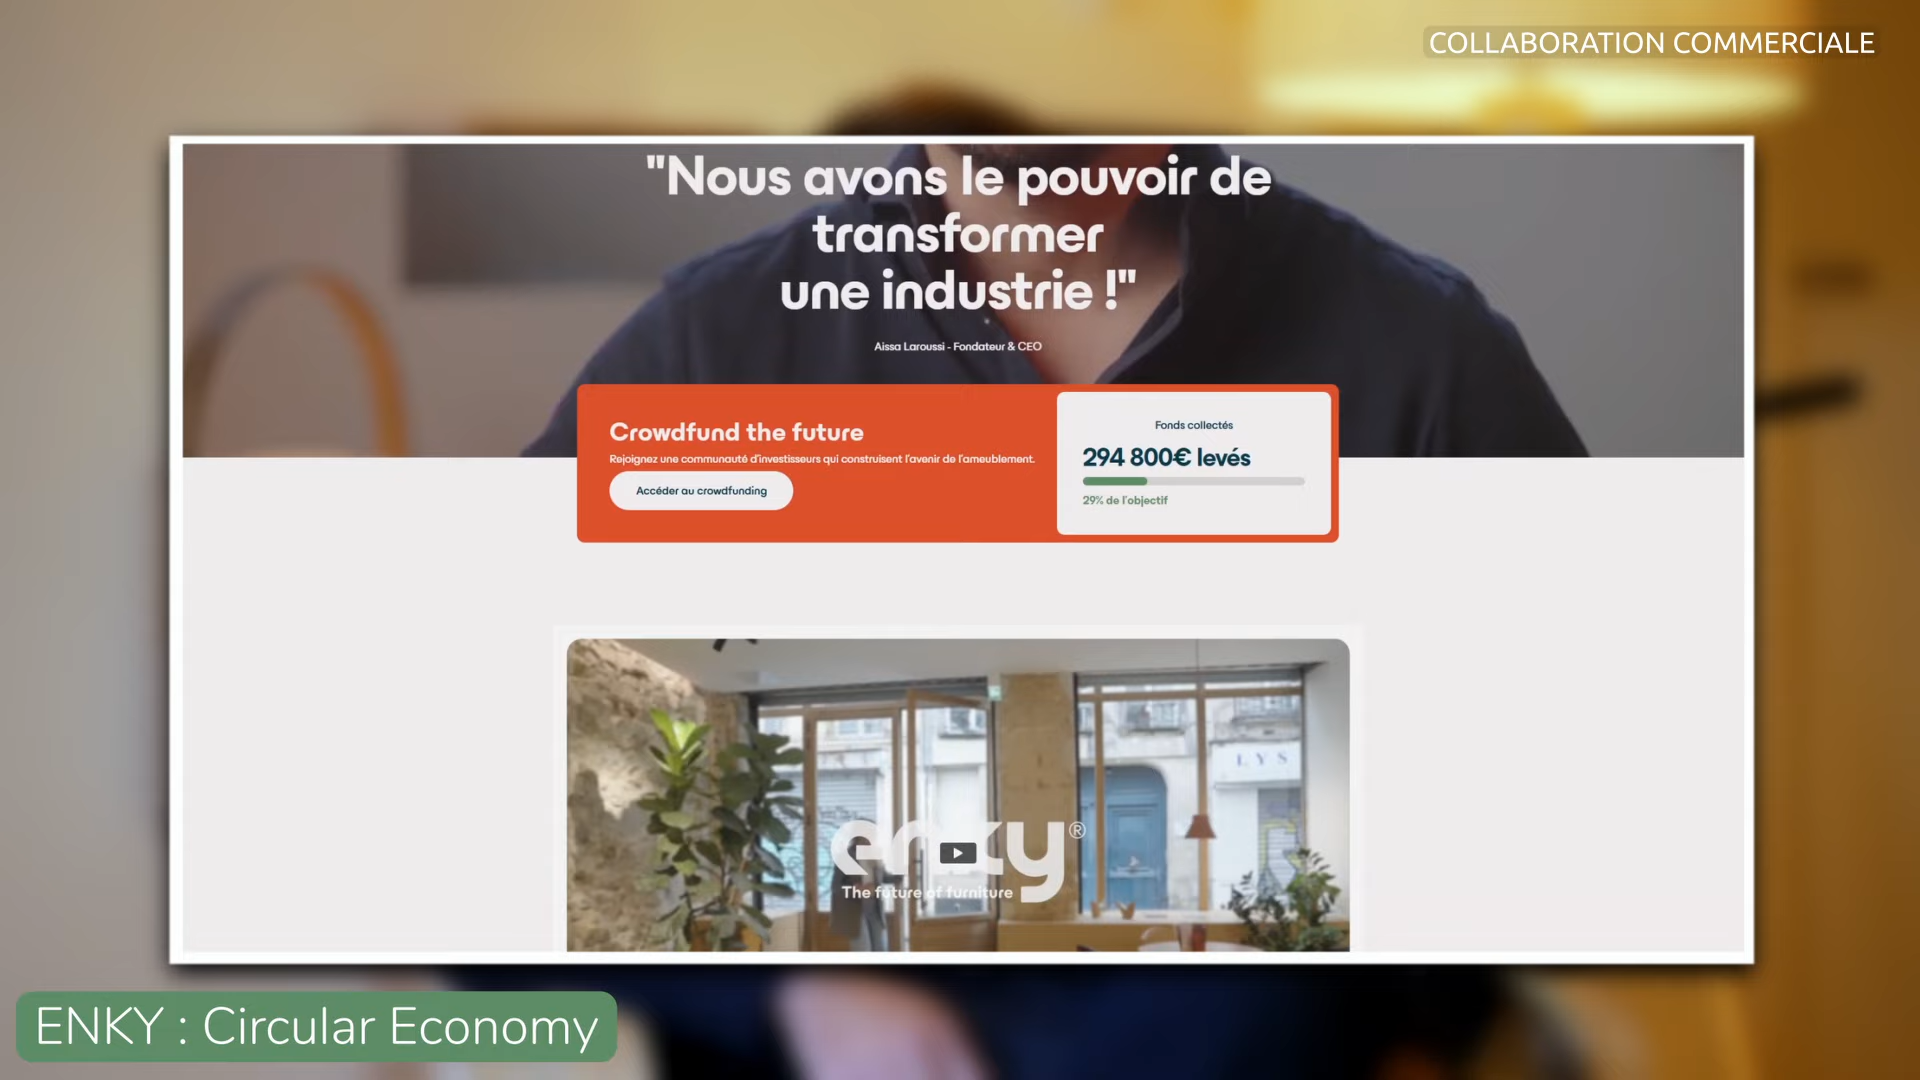 COLLABORATION COMMERCIALE
"Nous avons le pouvoir de
transformer
une industrie !"
Aissa Laroussi - Fondateur & CEO
Crowdfund the future
Rejoignez une communauté d'investisseurs qui construisent l'avenir de l'ameublement.
Accéder au crowdfunding
Fonds collectés
294 800€ levés
29% de l'objectif
LYS
enky®
The future of furniture
ENKY : Circular Economy